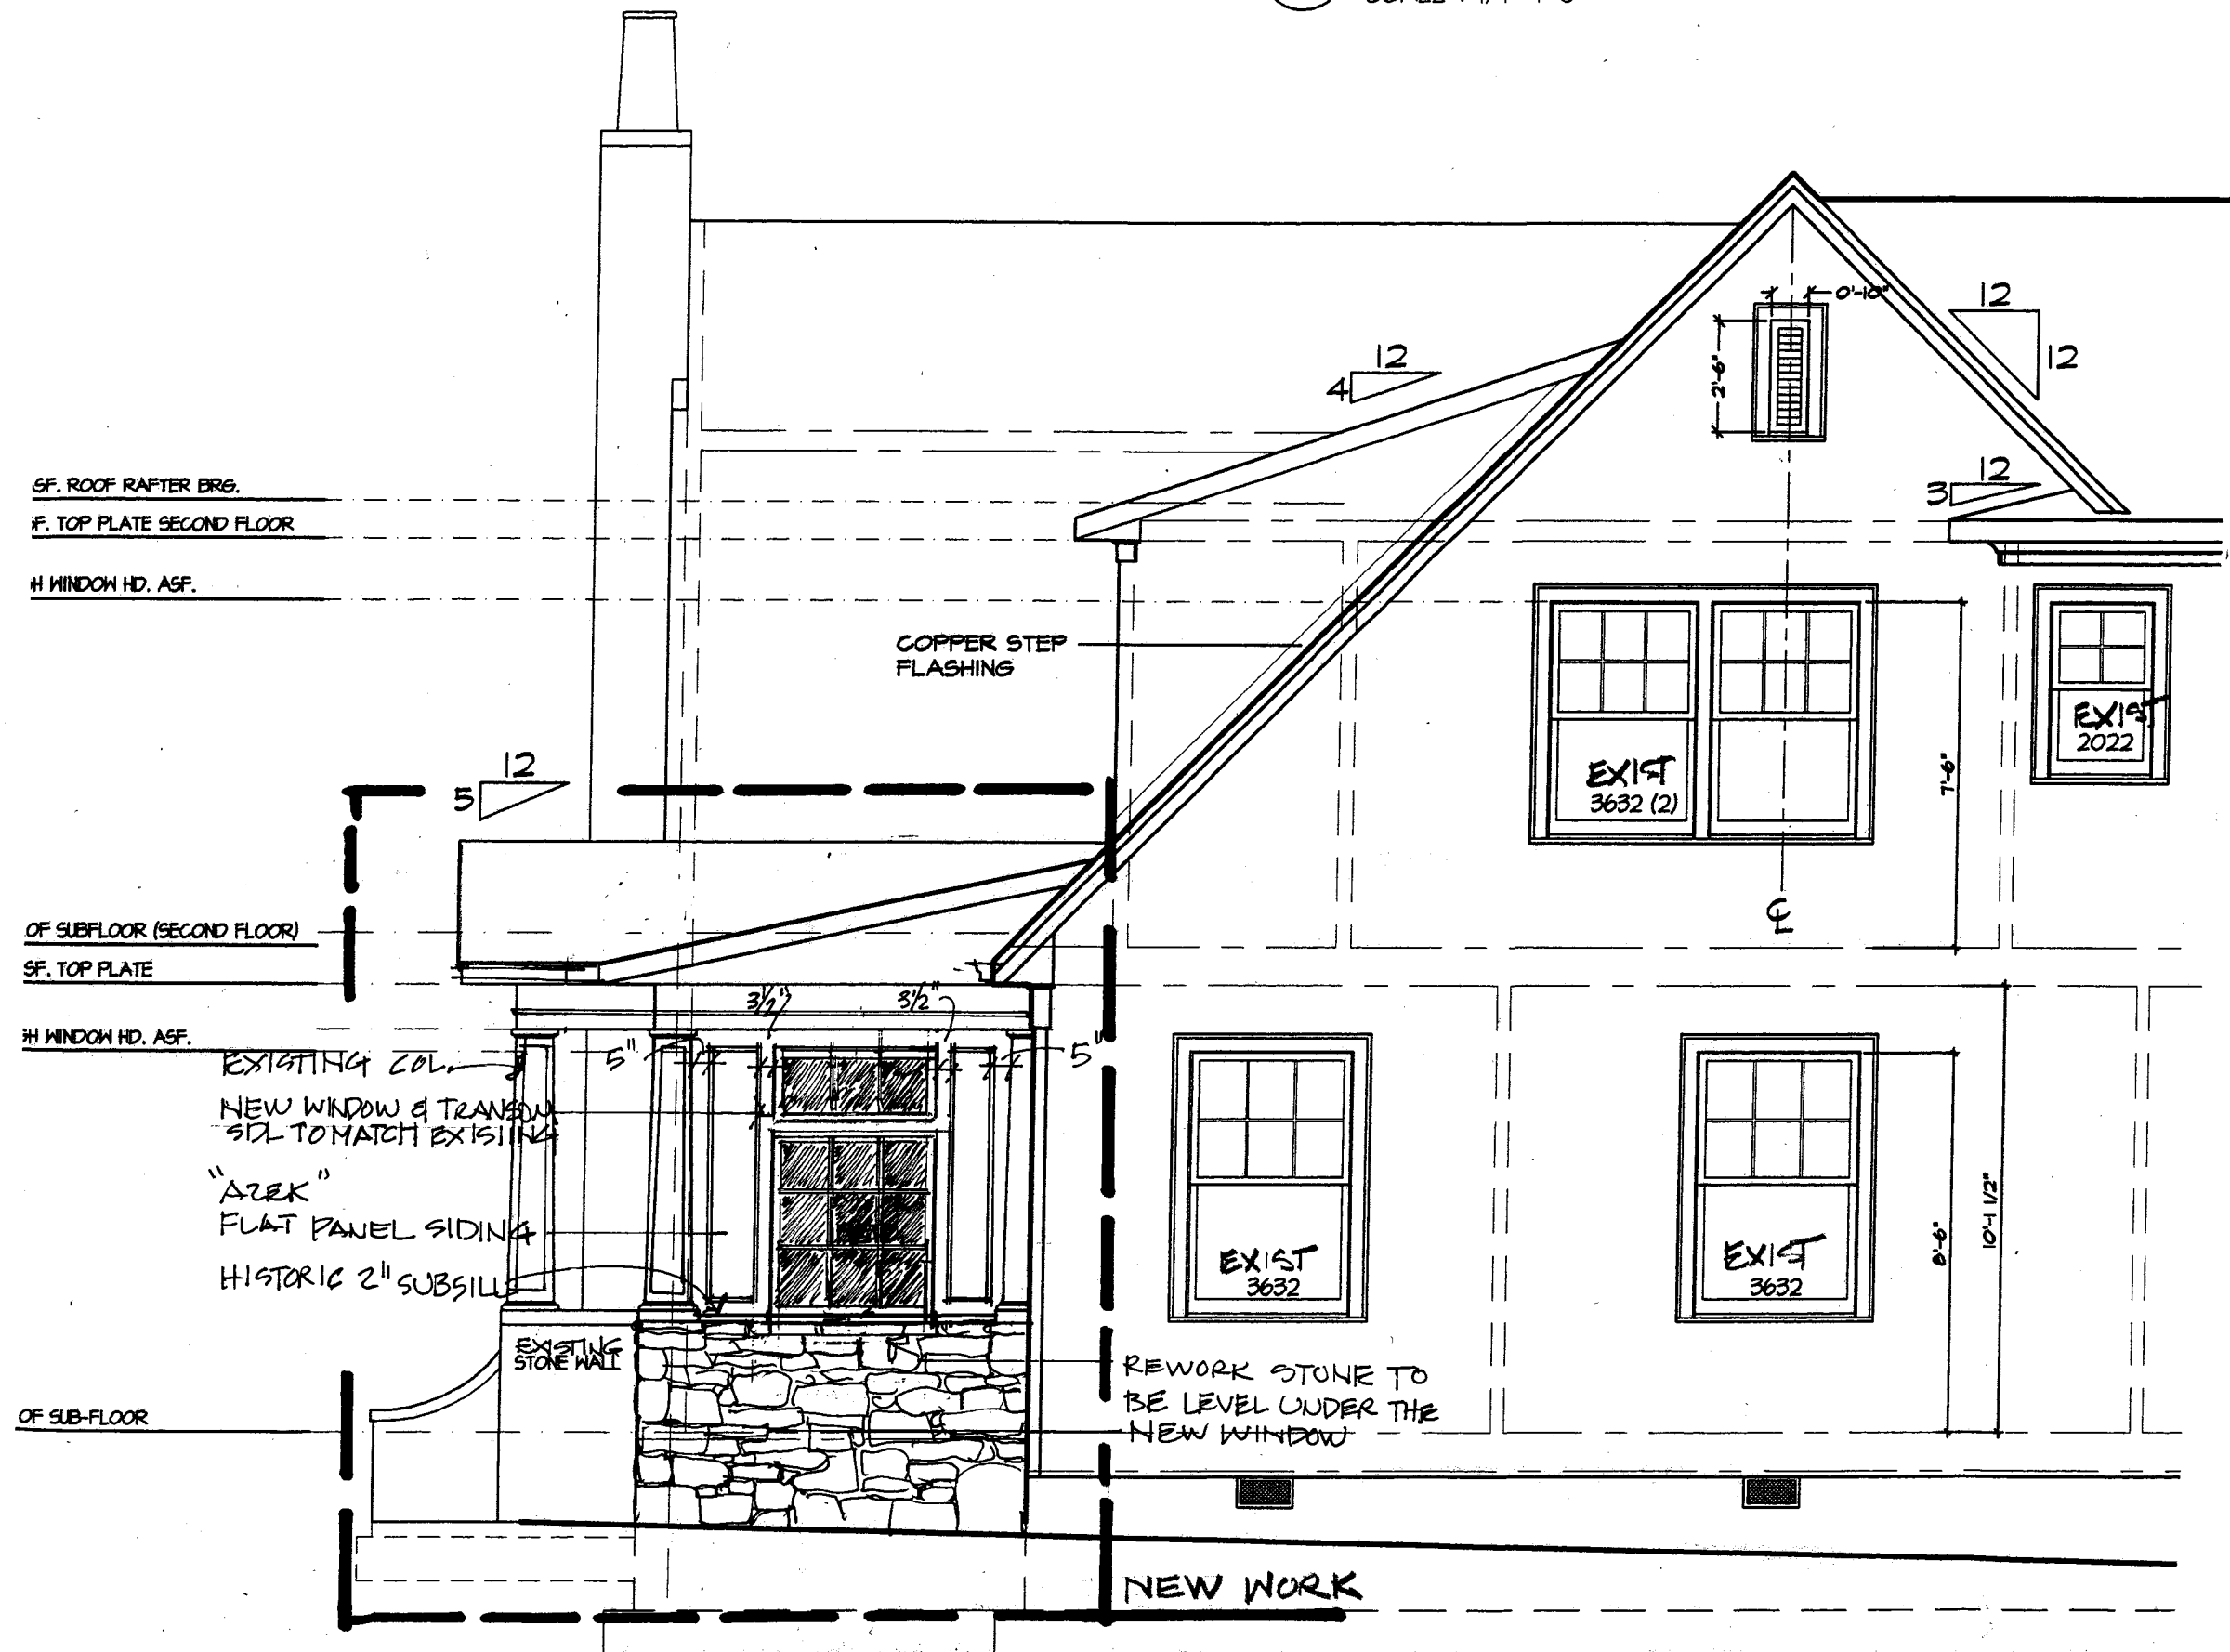 12
0'-10"
2'-6"
12
12
4
12
3
SF. ROOF RAFTER BRG.
F. TOP PLATE SECOND FLOOR
H WINDOW HD. ASF.
COPPER STEP
FLASHING
EXIST
3632 (2)
2022
7'-6"
12
5
OF SUBFLOOR (SECOND FLOOR)
SF. TOP PLATE
3½"
3½"
H WINDOW HD. ASF.
5"
5"
EXISTING COL.
NEW WINDOW & TRANSOM
SDL TO MATCH EXISTING
"AZEK"
FLAT PANEL SIDING
HISTORIC 2" SUBSILL
EXISTING
STONE WALL
EXIST
3632
EXIST
3632
10'-1 1/2"
REWORK STONE TO
BE LEVEL UNDER THE
NEW WINDOW
OF SUB-FLOOR
NEW WORK